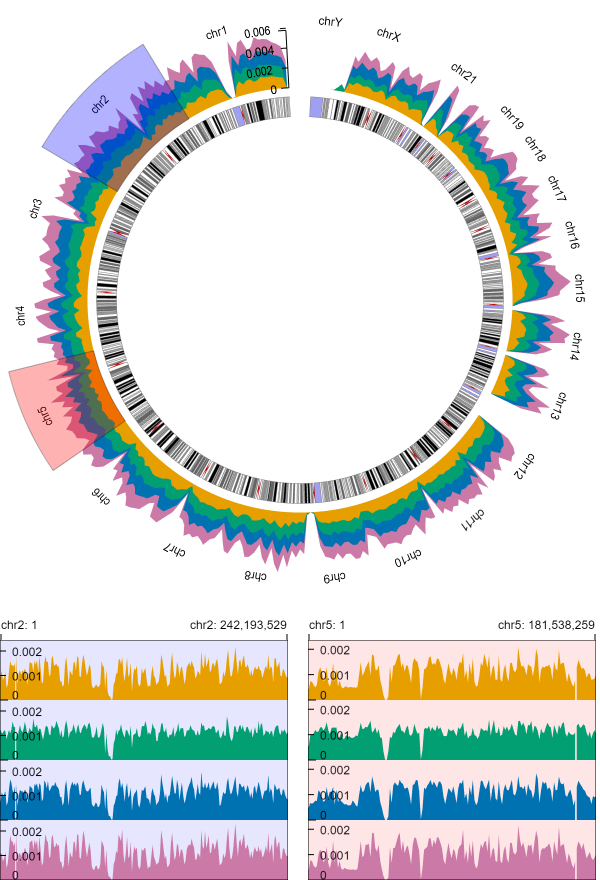 chrY
chr1
0.006
chrX
0.004
0.002
0
chr21
chr2
chr19
chr18
chr17
chr3
chr16
chr15
chr4
chr14
chr5
chr13
chr12
chr6
chr11
chr7
chr10
chr8
chr9
chr2: 1
chr2: 242,193,529
chr5: 1
chr5: 181,538,259
0.002
0.001
0
0.002
0.001
0
0.002
0.001
0
0.002
0.001
0
0.002
0.001
0
0.002
0.001
0
0.002
0.001
0
0.002
0.001
0